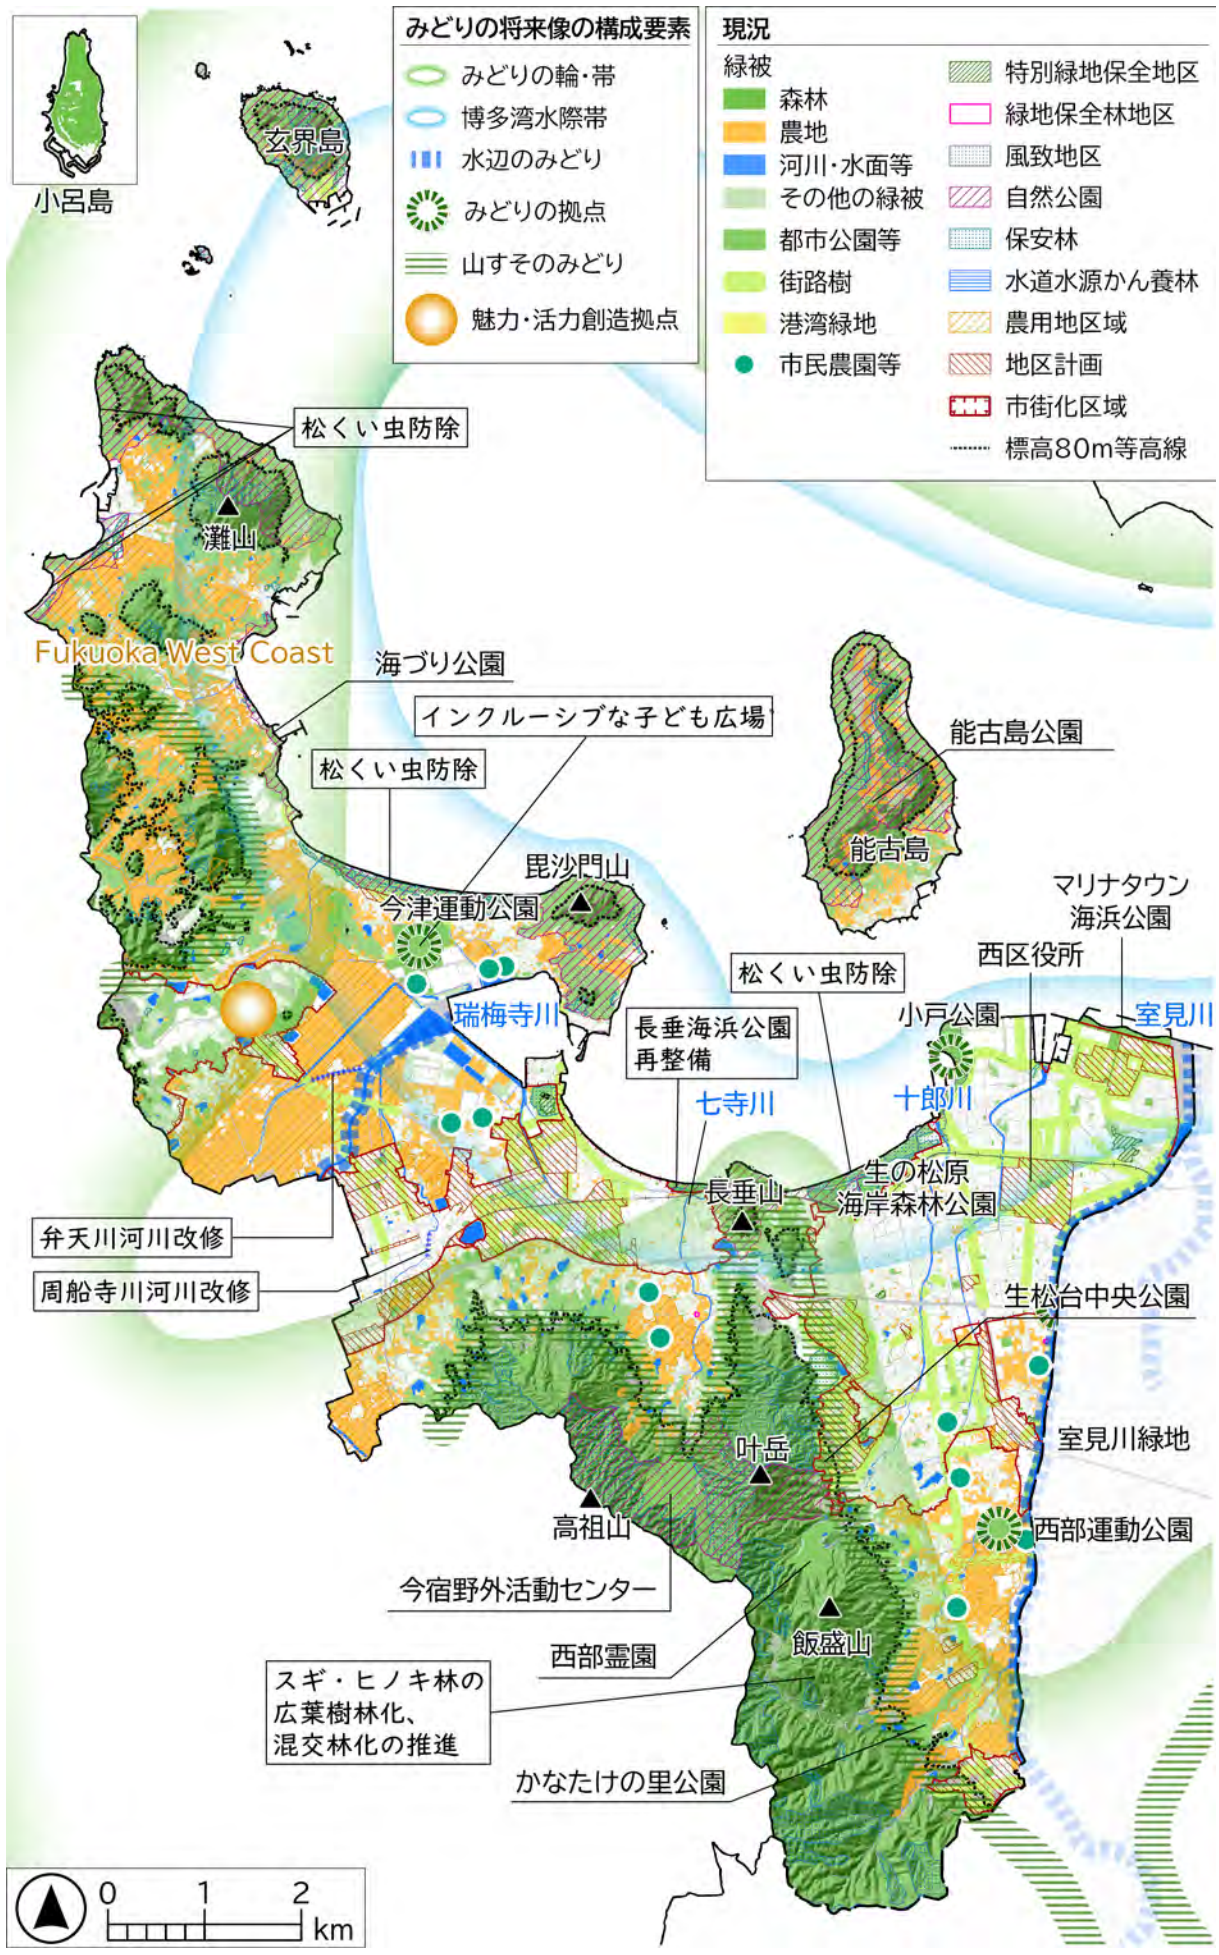 みどりの将来像の構成要素
みどりの輪・帯
博多湾水際帯
水辺のみどり
みどりの拠点
山すそのみどり
魅力・活力創造拠点
現況
緑被
森林
農地
河川・水面等
その他の緑被
都市公園等
街路樹
港湾緑地
市民農園等
特別緑地保全地区
緑地保全林地区
風致地区
自然公園
保安林
水道水源かん養林
農用地区域
地区計画
市街化区域
標高80m等高線
小呂島
玄界島
松くい虫防除
灘山
Fukuoka West Coast
海づり公園
インクルーシブな子ども広場
松くい虫防除
能古島公園
能古島
毘沙門山
今津運動公園
マリナタウン
海浜公園
西区役所
松くい虫防除
小戸公園
室見川
瑞梅寺川
長垂海浜公園
再整備
七寺川
十郎川
生の松原
海岸森林公園
長垂山
弁天川河川改修
周船寺川河川改修
生松台中央公園
室見川緑地
叶岳
高祖山
西部運動公園
今宿野外活動センター
西部霊園
飯盛山
スギ・ヒノキ林の
広葉樹林化、
混交林化の推進
かなたけの里公園
0 1 2
km